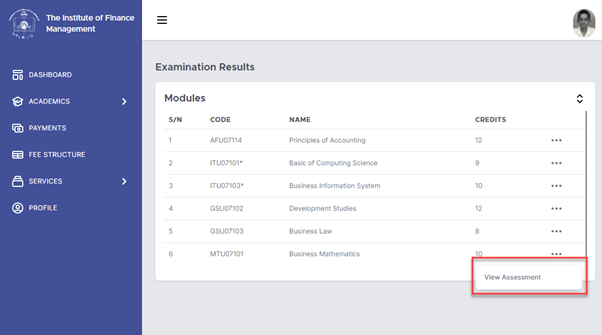 The Institute of Finance
Management
DASHBOARD
ACADEMICS
PAYMENTS
FEE STRUCTURE
SERVICES
PROFILE
Examination Results
Modules
S/N CODE NAME CREDITS
1 AFU07114 Principles of Accounting 12
2 ITU07101* Basic of Computing Science 9
3 ITU07103* Business Information System 10
4 GSU07102 Development Studies 12
5 GSU07103 Business Law 8
6 MTU07101 Business Mathematics 10
View Assessment